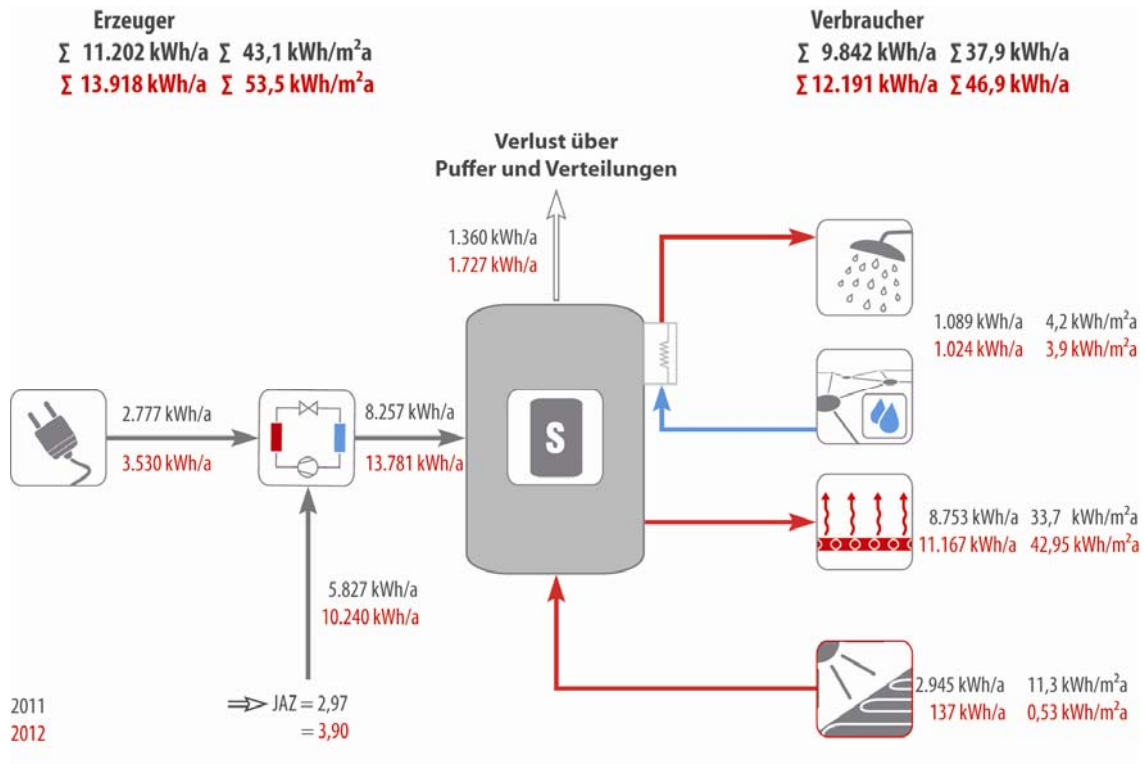 Erzeuger
Σ 11.202 kWh/a Σ 43,1 kWh/m²a
Σ 13.918 kWh/a Σ 53,5 kWh/m²a
Verbraucher
Σ 9.842 kWh/a Σ 37,9 kWh/a
Σ 12.191 kWh/a Σ 46,9 kWh/a
Verlust über
Puffer und Verteilungen
1.360 kWh/a
1.727 kWh/a
1.089 kWh/a 4,2 kWh/m²a
1.024 kWh/a 3,9 kWh/m²a
2.777 kWh/a
3.530 kWh/a
8.257 kWh/a
13.781 kWh/a
S
8.753 kWh/a 33,7 kWh/m²a
11.167 kWh/a 42,95 kWh/m²a
5.827 kWh/a
10.240 kWh/a
2.945 kWh/a 11,3 kWh/m²a
137 kWh/a 0,53 kWh/m²a
2011
2012
JAZ = 2,97
= 3,90